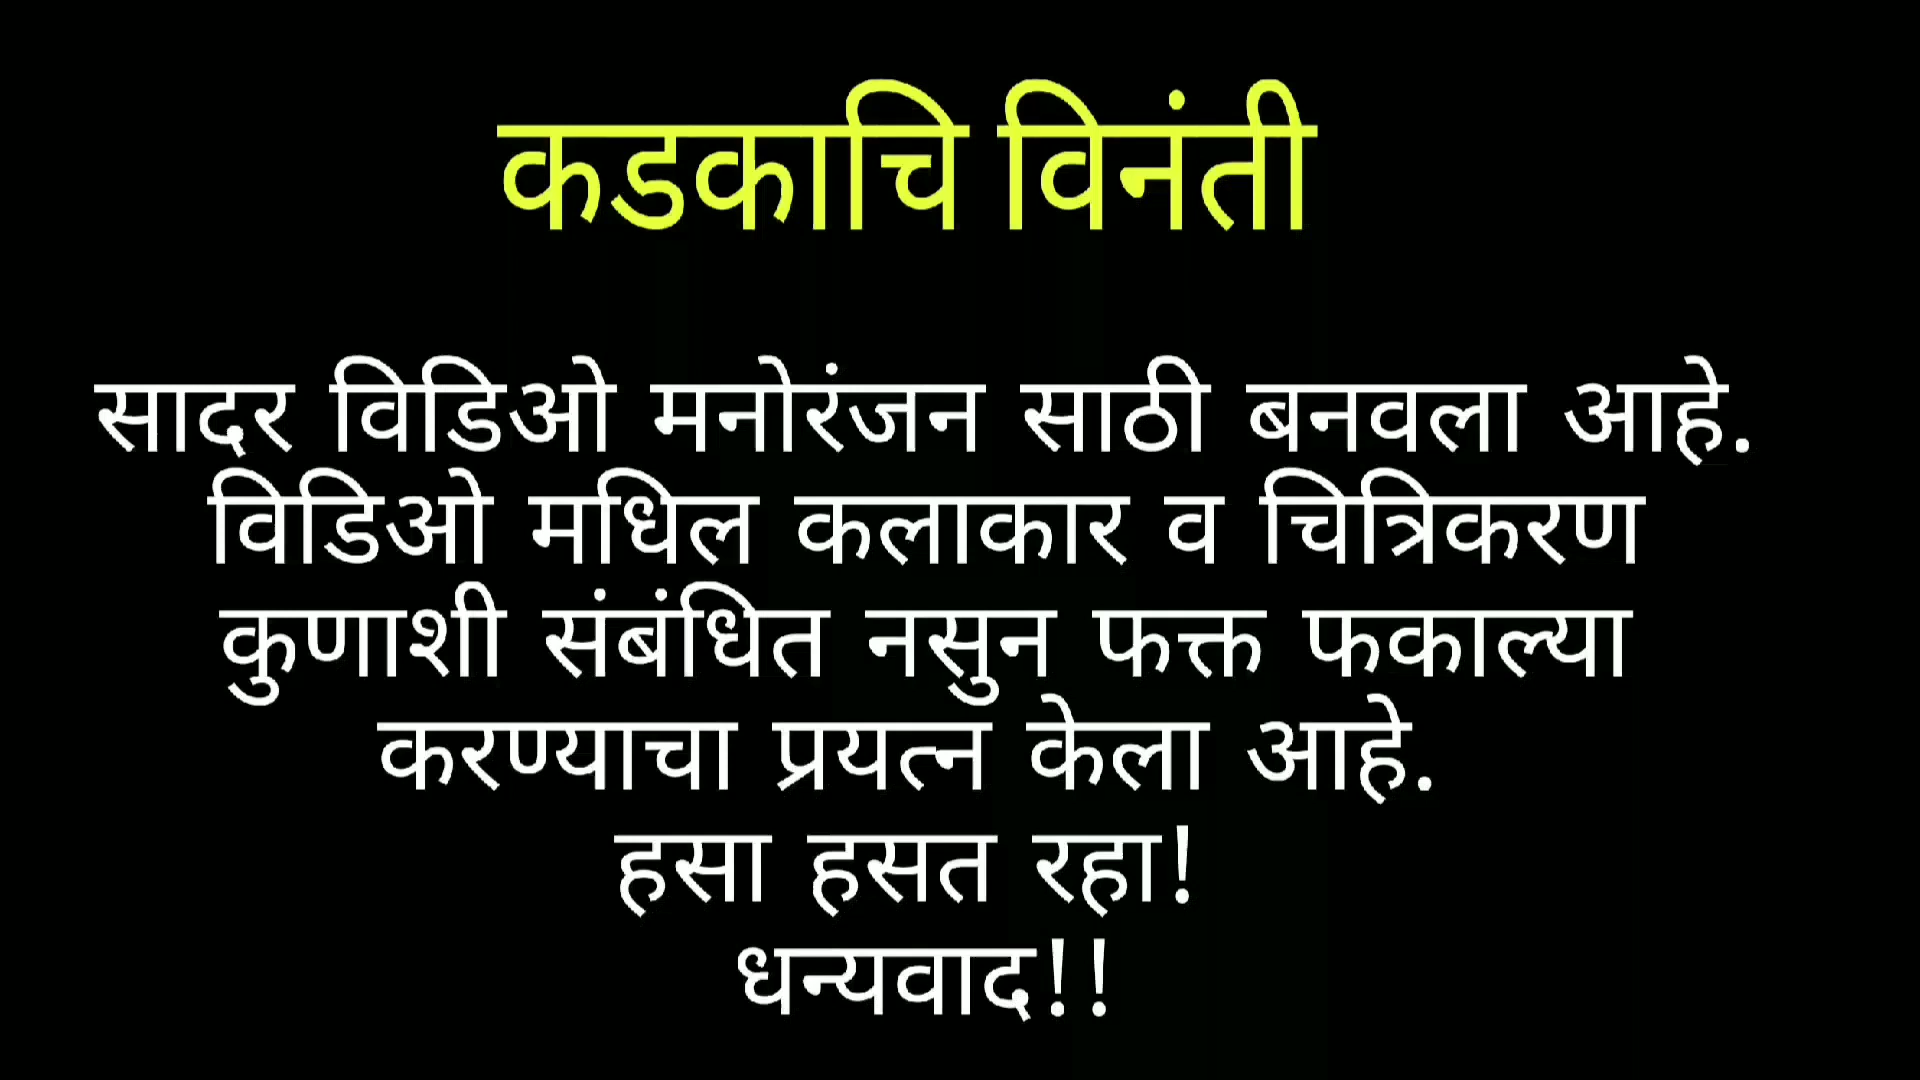 कडकाचि विनंती
सादर विडिओ मनोरंजन साठी बनवला आहे.
विडिओ मधिल कलाकार व चित्रिकरण
कुणाशी संबंधित नसुन फक्त फकाल्या
करण्याचा प्रयत्न केला आहे.
हसा हसत रहा!
धन्यवाद!!